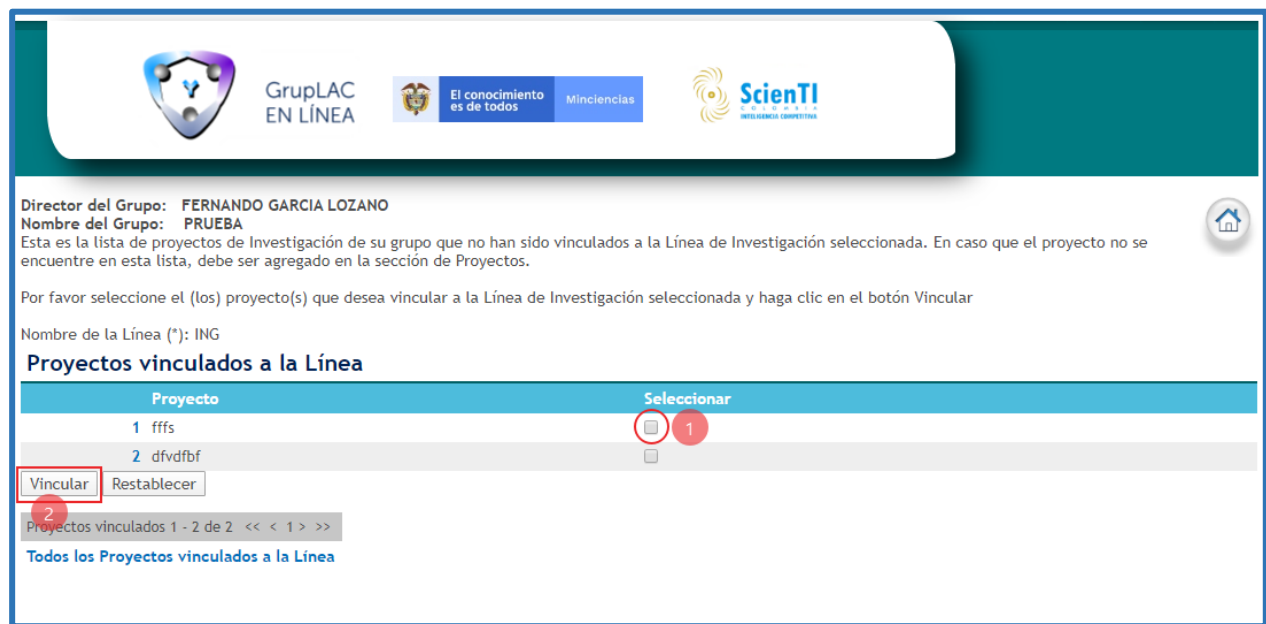 GrupLAC
EN LÍNEA
El conocimiento
es de todos
Minciencias
ScienTI
COLOMBIA
INTELIGENCIA COMPETITIVA
Director del Grupo: FERNANDO GARCIA LOZANO
Nombre del Grupo: PRUEBA
Esta es la lista de proyectos de Investigación de su grupo que no han sido vinculados a la Línea de Investigación seleccionada. En caso que el proyecto no se
encuentre en esta lista, debe ser agregado en la sección de Proyectos.
Por favor seleccione el (los) proyecto(s) que desea vincular a la Línea de Investigación seleccionada y haga clic en el botón Vincular
Nombre de la Línea (*): ING
Proyectos vinculados a la Línea
Proyecto Seleccionar
1 fffs 1
2 dfvdfbf
Vincular Restablecer
2
Proyectos vinculados 1 - 2 de 2 << < 1 > >>
Todos los Proyectos vinculados a la Línea